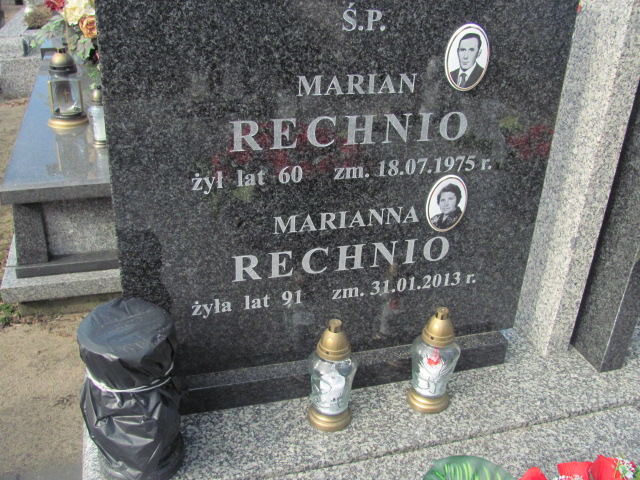 Ś.P.
MARIAN
RECHNIO
żył lat 60 zm. 18.07.1975 r.
MARIANNA
RECHNIO
żyła lat 91 zm. 31.01.2013 r.